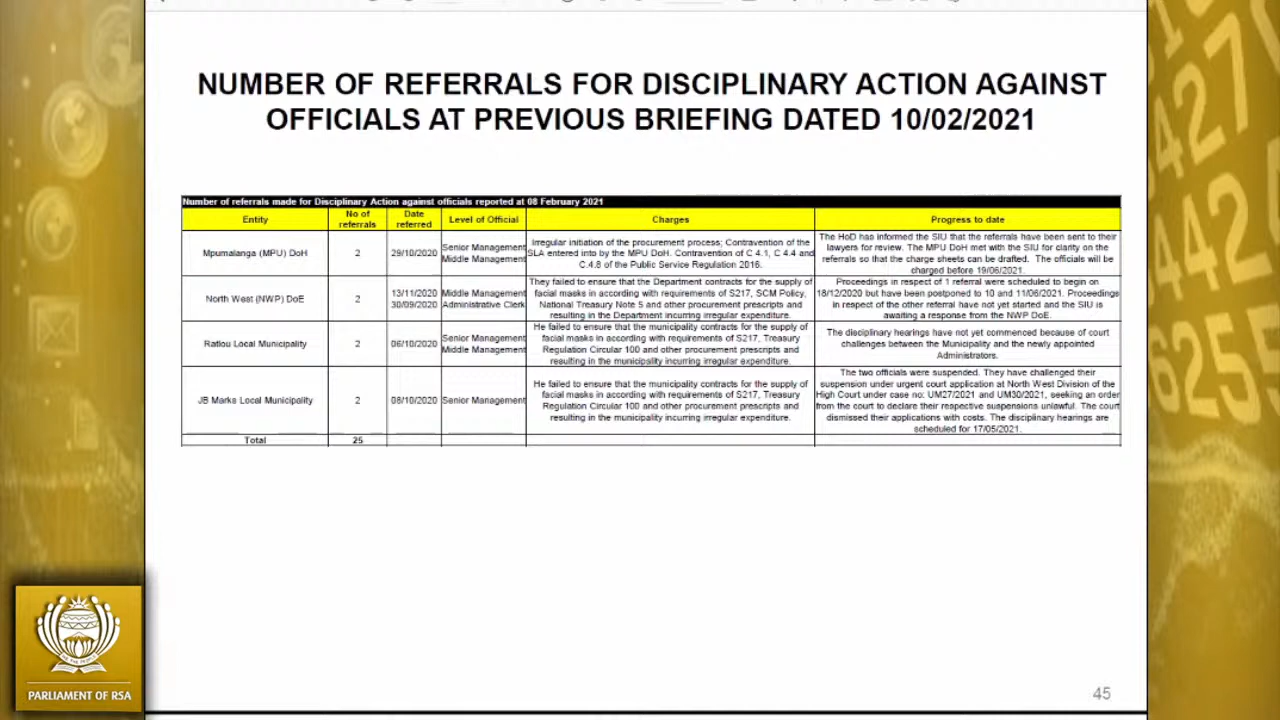 NUMBER OF REFERRALS FOR DISCIPLINARY ACTION AGAINST
OFFICIALS AT PREVIOUS BRIEFING DATED 10/02/2021
Number of referrals made for Disciplinary Action against officials reported at 08 February 2021
Entity
No of
referrals
Date
referred
Level of Official
Charges
Progress to date
Mpumalanga (MPU) DoH
2
29/10/2020
Senior Management
Middle Management
Irregular initiation of the procurement process; Contravention of the
SLA entered into by the MPU DoH. Contravention of C 4.1, C 4.4 and
C.4.8 of the Public Service Regulation 2016.
The HoD has informed the SIU that the referrals have been sent to their
lawyers for review. The MPU DoH met with the SIU for clarity on the
referrals so that the charge sheets can be drafted. The officials will be
charged before 19/06/2021.
North West (NWP) DoE
2
13/11/2020
30/09/2020
Middle Management
Administrative Clerk
They failed to ensure that the Department contracts for the supply of
facial masks in according with requirements of S217, SCM Policy,
National Treasury Note 5 and other procurement prescripts and
resulting in the Department incurring irregular expenditure.
Proceedings in respect of 1 referral were scheduled to begin on
18/12/2020 but have been postponed to 10 and 11/06/2021. Proceedings
in respect of the other referral have not yet started and the SIU is
awaiting a response from the NWP DoE.
Ratlou Local Municipality
2
06/10/2020
Senior Management
Middle Management
He failed to ensure that the municipality contracts for the supply of
facial masks in according with requirements of S217, Treasury
Regulation Circular 100 and other procurement prescripts and
resulting in the municipality incurring irregular expenditure.
The disciplinary hearings have not yet commenced because of court
challenges between the Municipality and the newly appointed
Administrators.
JB Marks Local Municipality
2
08/10/2020
Senior Management
He failed to ensure that the municipality contracts for the supply of
facial masks in according with requirements of S217, Treasury
Regulation Circular 100 and other procurement prescripts and
resulting in the municipality incurring irregular expenditure.
The two officials were suspended. They have challenged their
suspension under urgent court application at North West Division of the
High Court under case no: UM27/2021 and UM30/2021, seeking an order
from the court to declare their respective suspensions unlawful. The court
dismissed their applications with costs. The disciplinary hearings are
scheduled for 17/05/2021.
Total
25
45
PARLIAMENT OF RSA